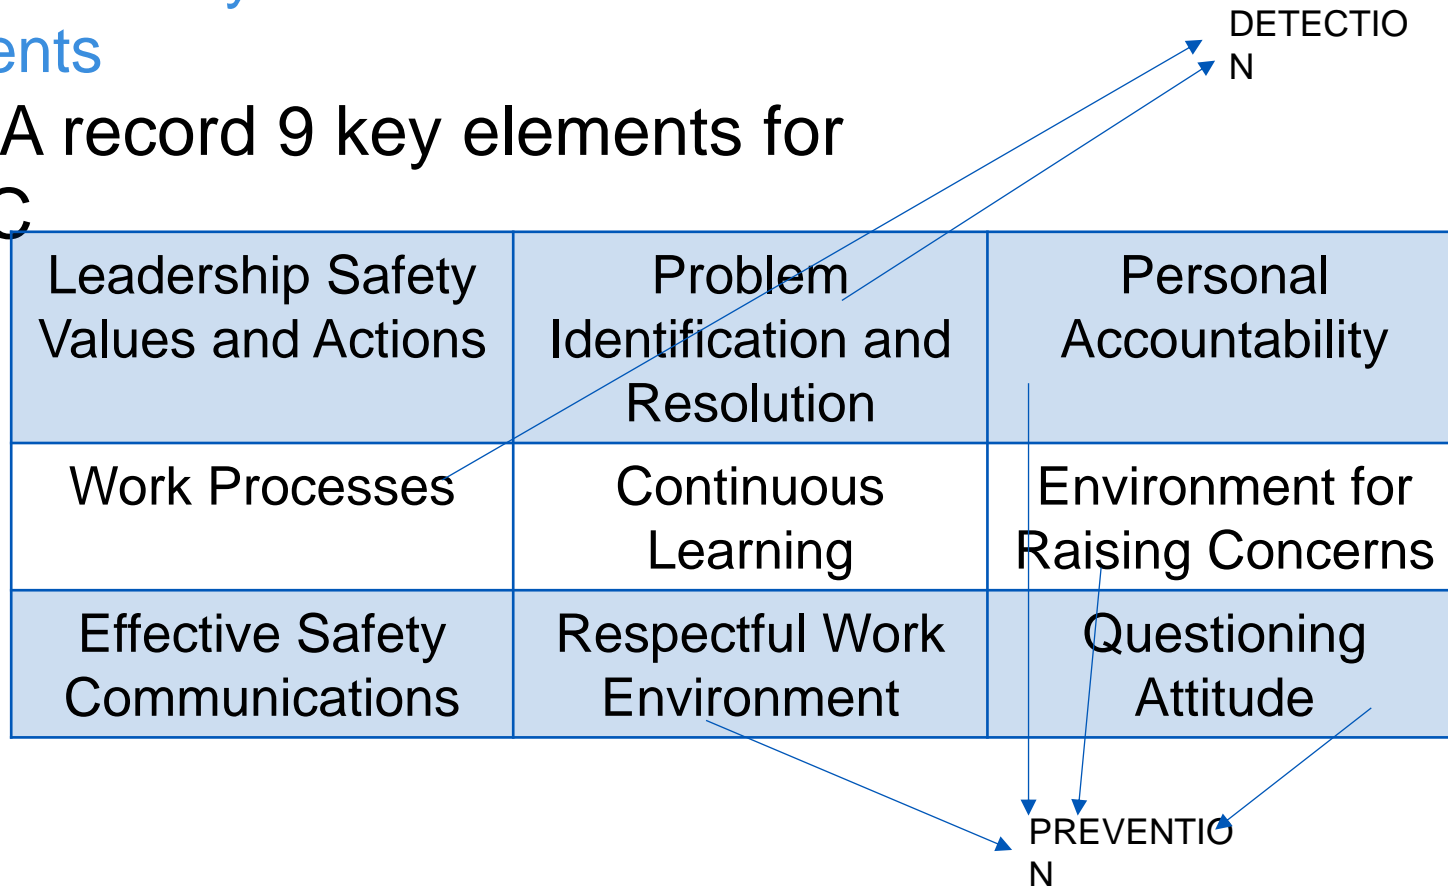 ents
DETECTIO
N
A record 9 key elements for
C
Leadership Safety
Values and Actions
Problem
Identification and
Resolution
Personal
Accountability
Work Processes
Continuous
Learning
Environment for
Raising Concerns
Effective Safety
Communications
Respectful Work
Environment
Questioning
Attitude
PREVENTIO
N